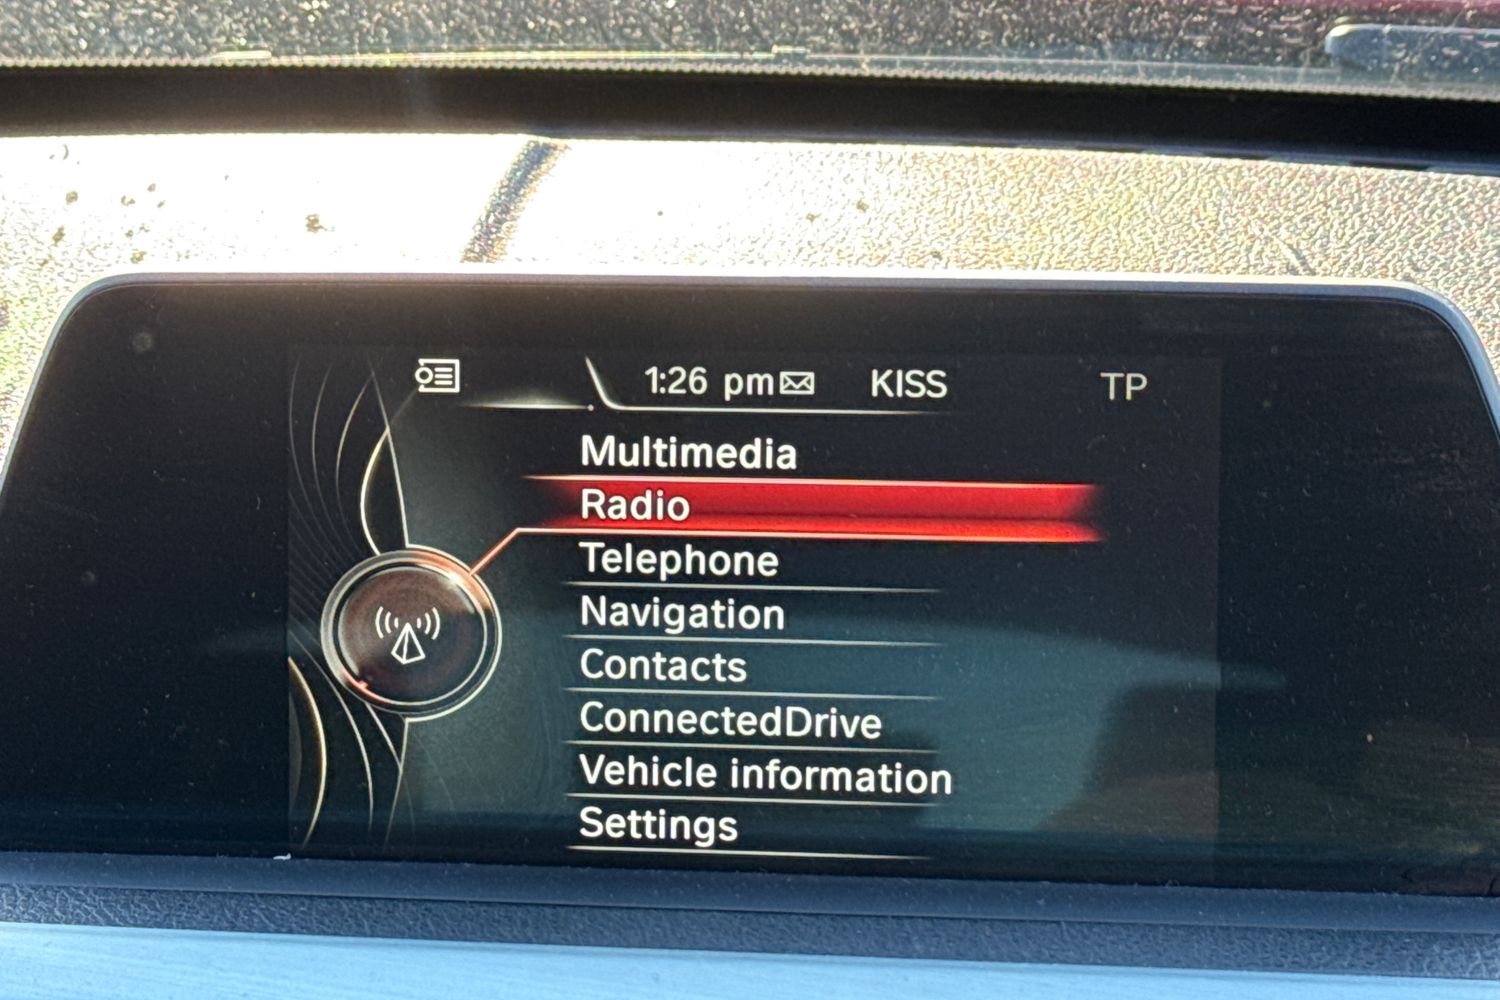 1:26 pm KISS TP
Multimedia
Radio
Telephone
Navigation
Contacts
ConnectedDrive
Vehicle information
Settings